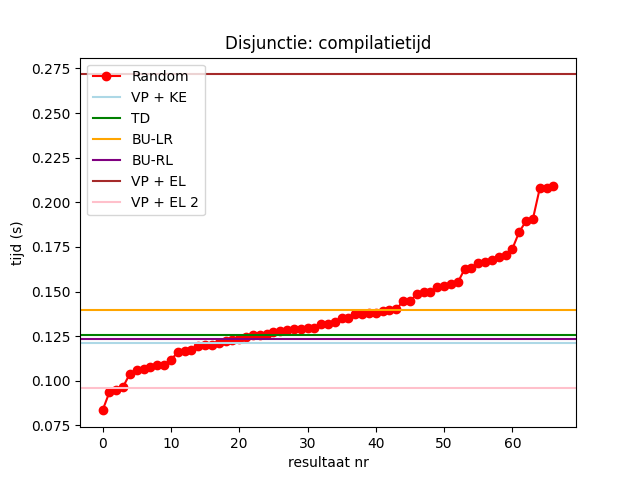 Disjunctie: compilatietijd
0.275
0.250
0.225
0.200
0.175
0.150
0.125
0.100
0.075
tijd (s)
Random
VP + KE
TD
BU-LR
BU-RL
VP + EL
VP + EL 2
0 10 20 30 40 50 60
resultaat nr